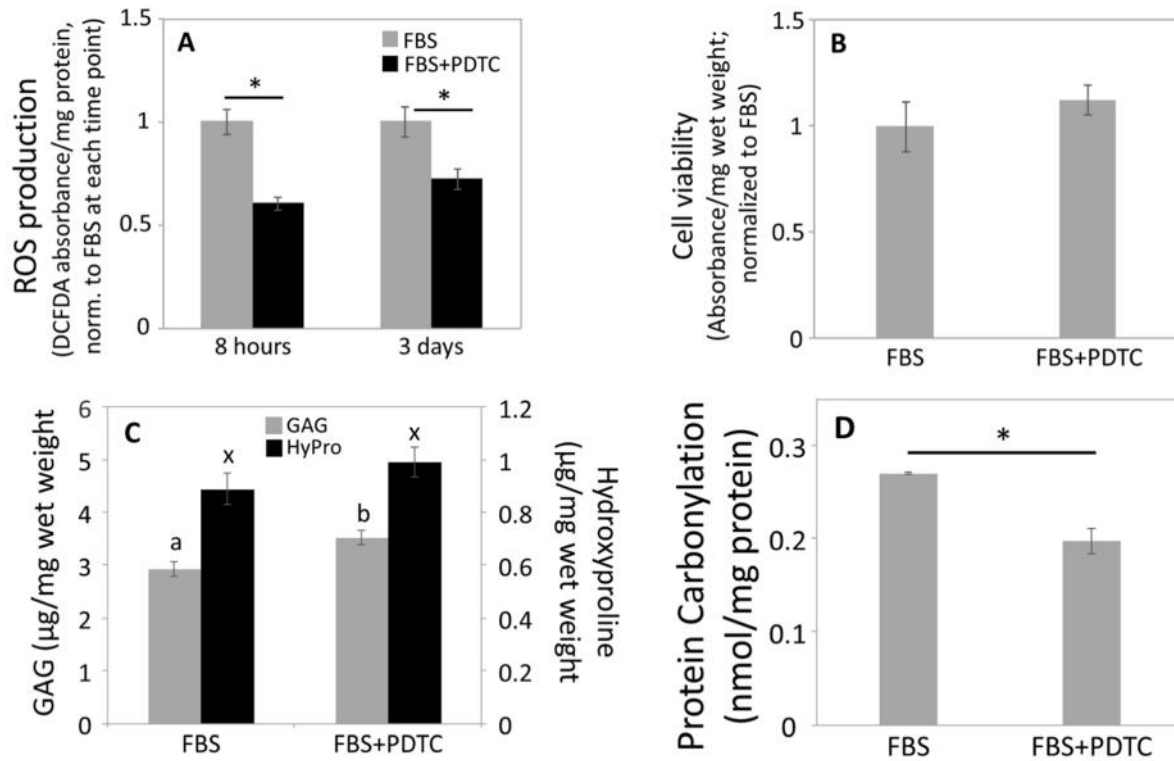 A
FBS
FBS+PDTC
*
*
ROS production
(DCFDA absorbance/mg protein,
norm. to FBS at each time point)
1.5
1
0.5
0
8 hours
3 days
B
Cell viability
(Absorbance/mg wet weight;
normalized to FBS)
1.5
1
0.5
0
FBS
FBS+PDTC
C
GAG
HyPro
GAG (µg/mg wet weight
6
5
4
3
2
1
0
a
x
b
x
1.2
1
0.8
0.6
0.4
0.2
0
Hydroxyproline
(µg/mg wet weight
FBS
FBS+PDTC
D
*
Protein Carbonylation
(nmol/mg protein)
0.3
0.2
0.1
0
FBS
FBS+PDTC